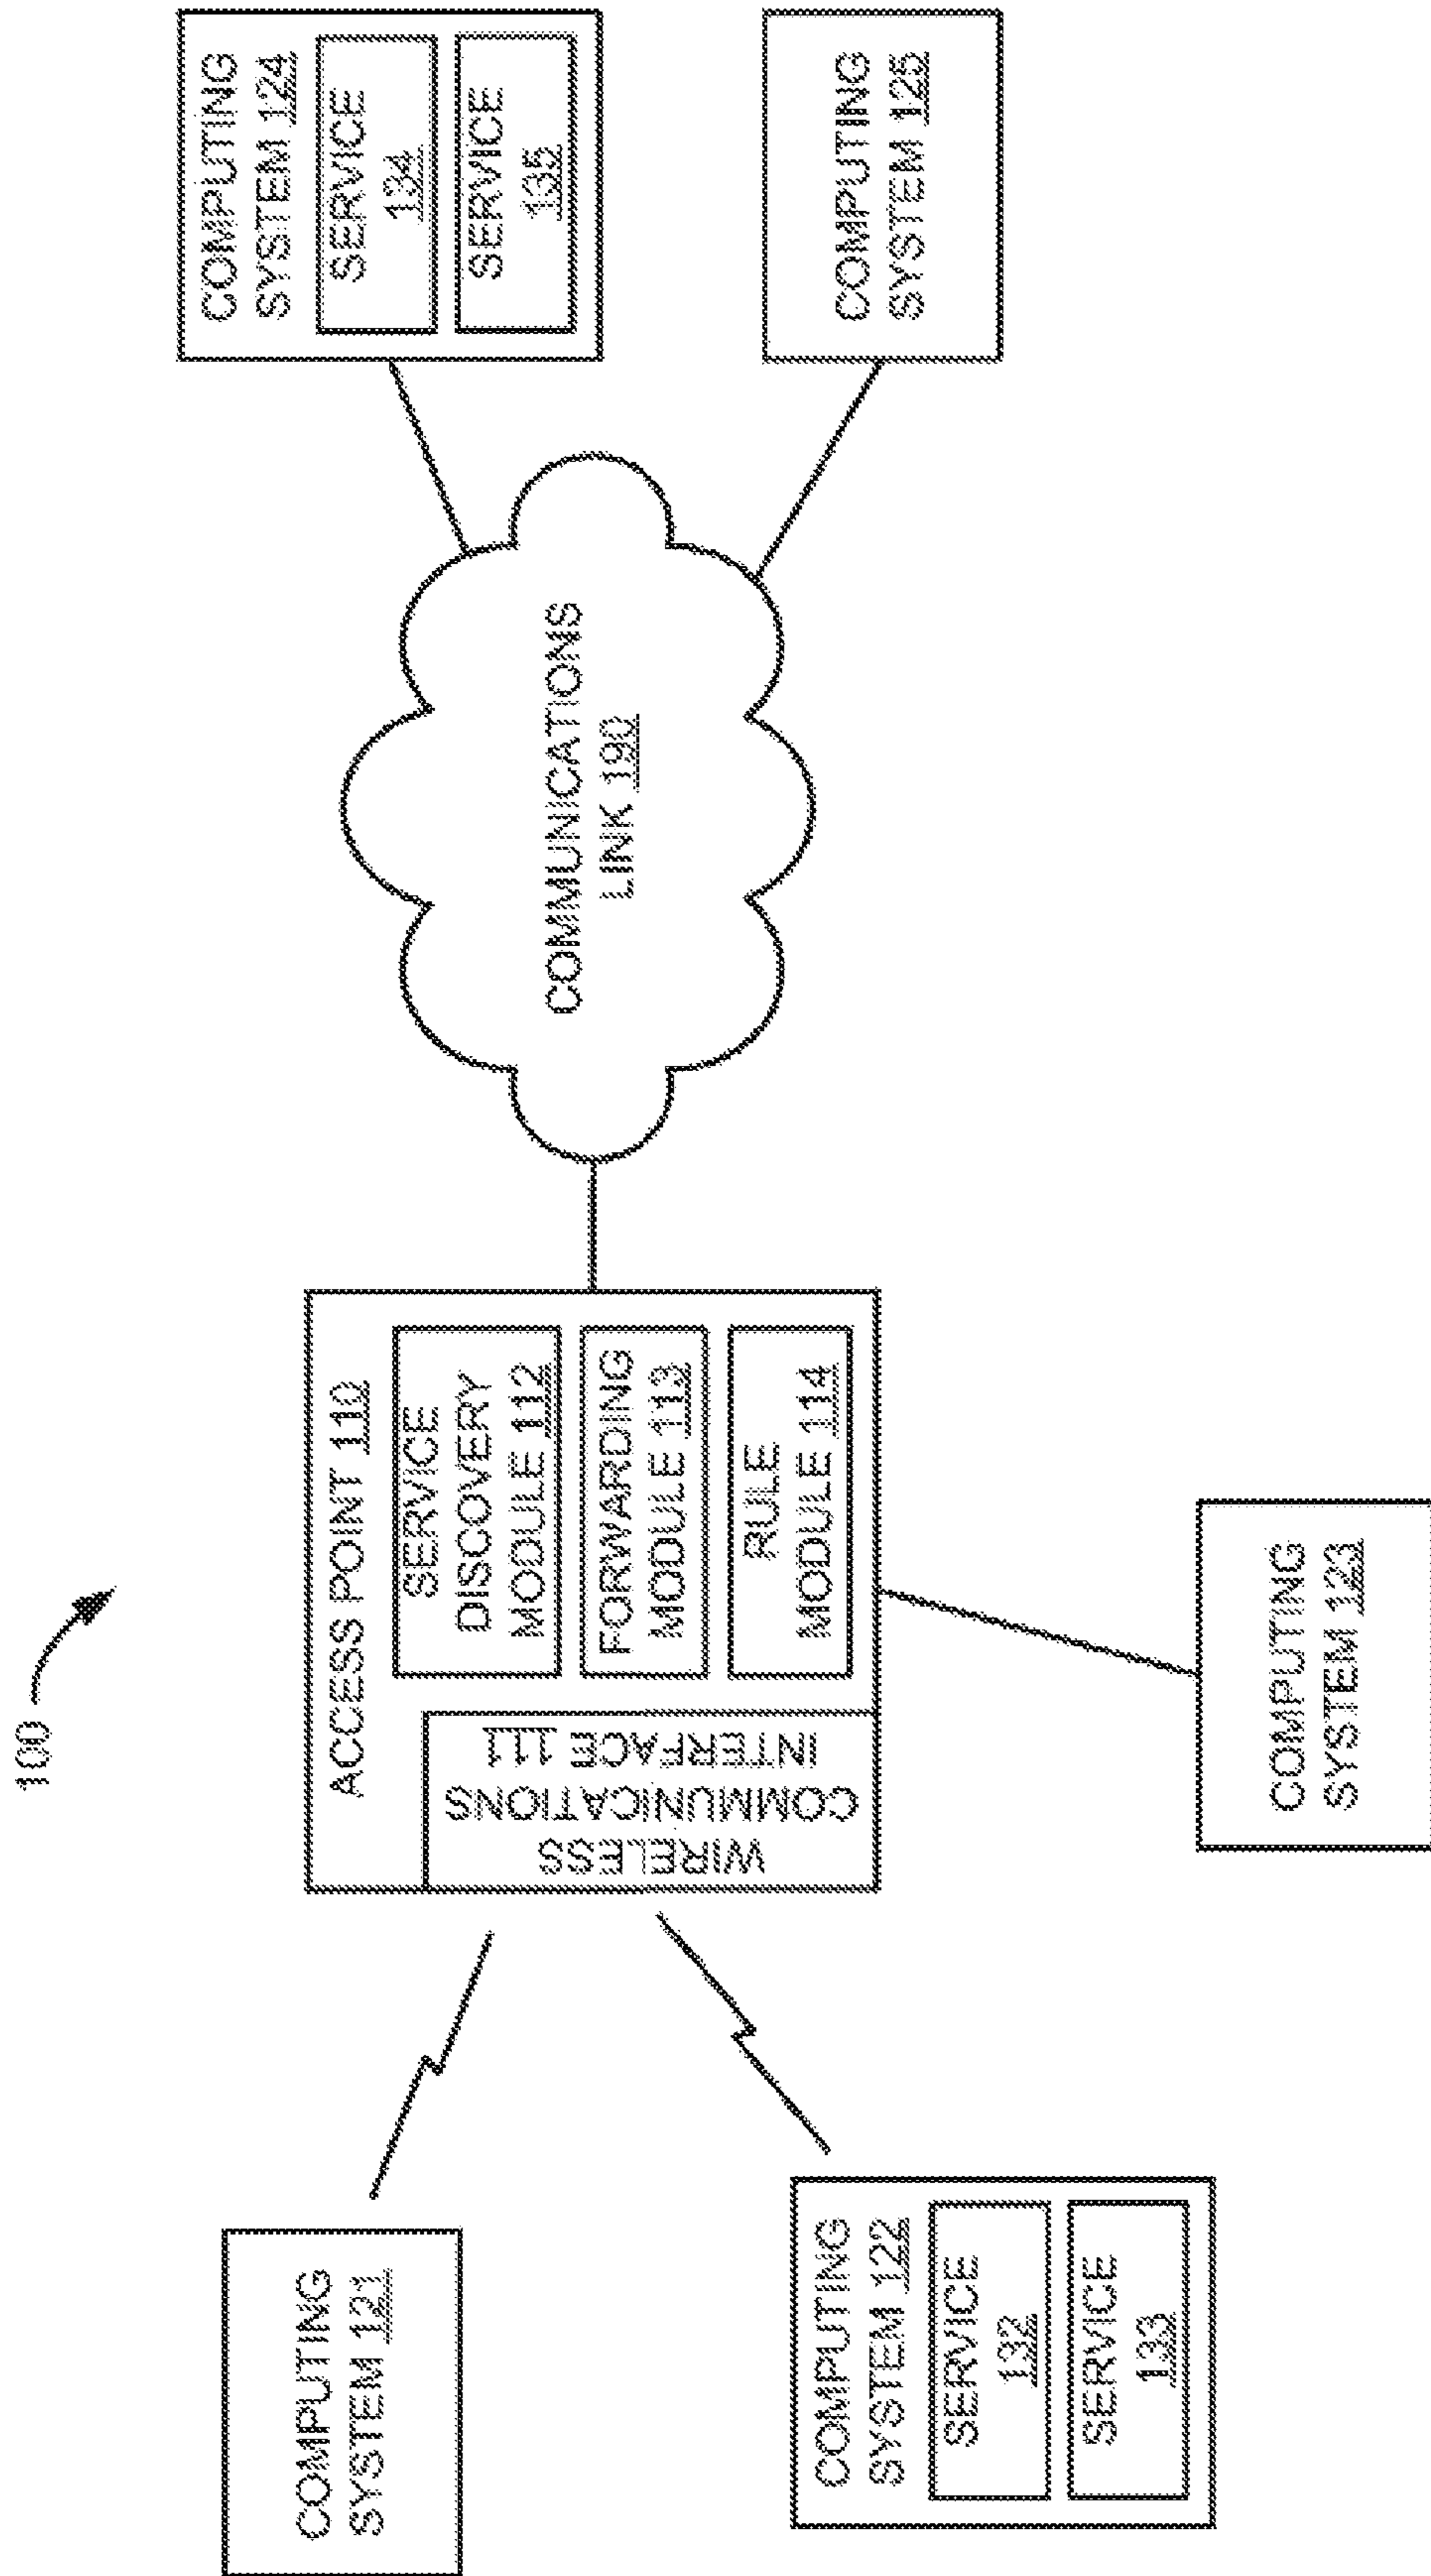 100
COMPUTING
SYSTEM 121
COMPUTING
SYSTEM 122
SERVICE
132
SERVICE
133
ACCESS POINT 110
WIRELESS
COMMUNICATIONS
INTERFACE 111
SERVICE
DISCOVERY
MODULE 112
FORWARDING
MODULE 113
RULE
MODULE 114
COMPUTING
SYSTEM 123
COMMUNICATIONS
LINK 190
COMPUTING
SYSTEM 124
SERVICE
134
SERVICE
135
COMPUTING
SYSTEM 125